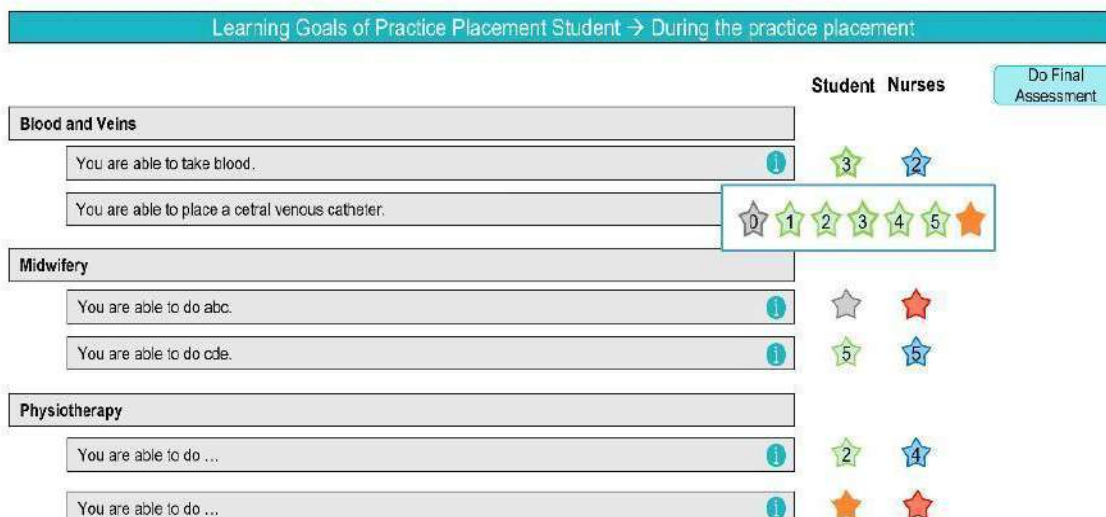 Learning Goals of Practice Placement Student → During the practice placement
Student Nurses
Do Final
Assessment
Blood and Veins
You are able to take blood.
3 2
You are able to place a cetral venous catheter.
0 1 2 3 4 5
Midwifery
You are able to do abc.
You are able to do cde.
5 5
Physiotherapy
You are able to do ...
2 4
You are able to do ...